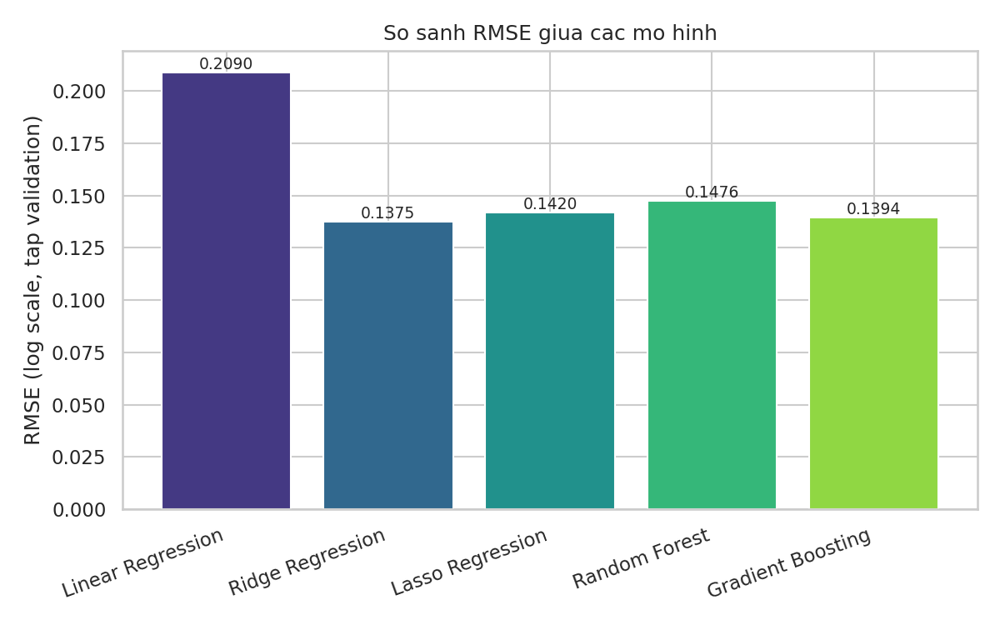 So sanh RMSE giua cac mo hinh
RMSE (log scale, tap validation)
0.200
0.175
0.150
0.125
0.100
0.075
0.050
0.025
0.000
0.2090
0.1375
0.1420
0.1476
0.1394
Linear Regression
Ridge Regression
Lasso Regression
Random Forest
Gradient Boosting